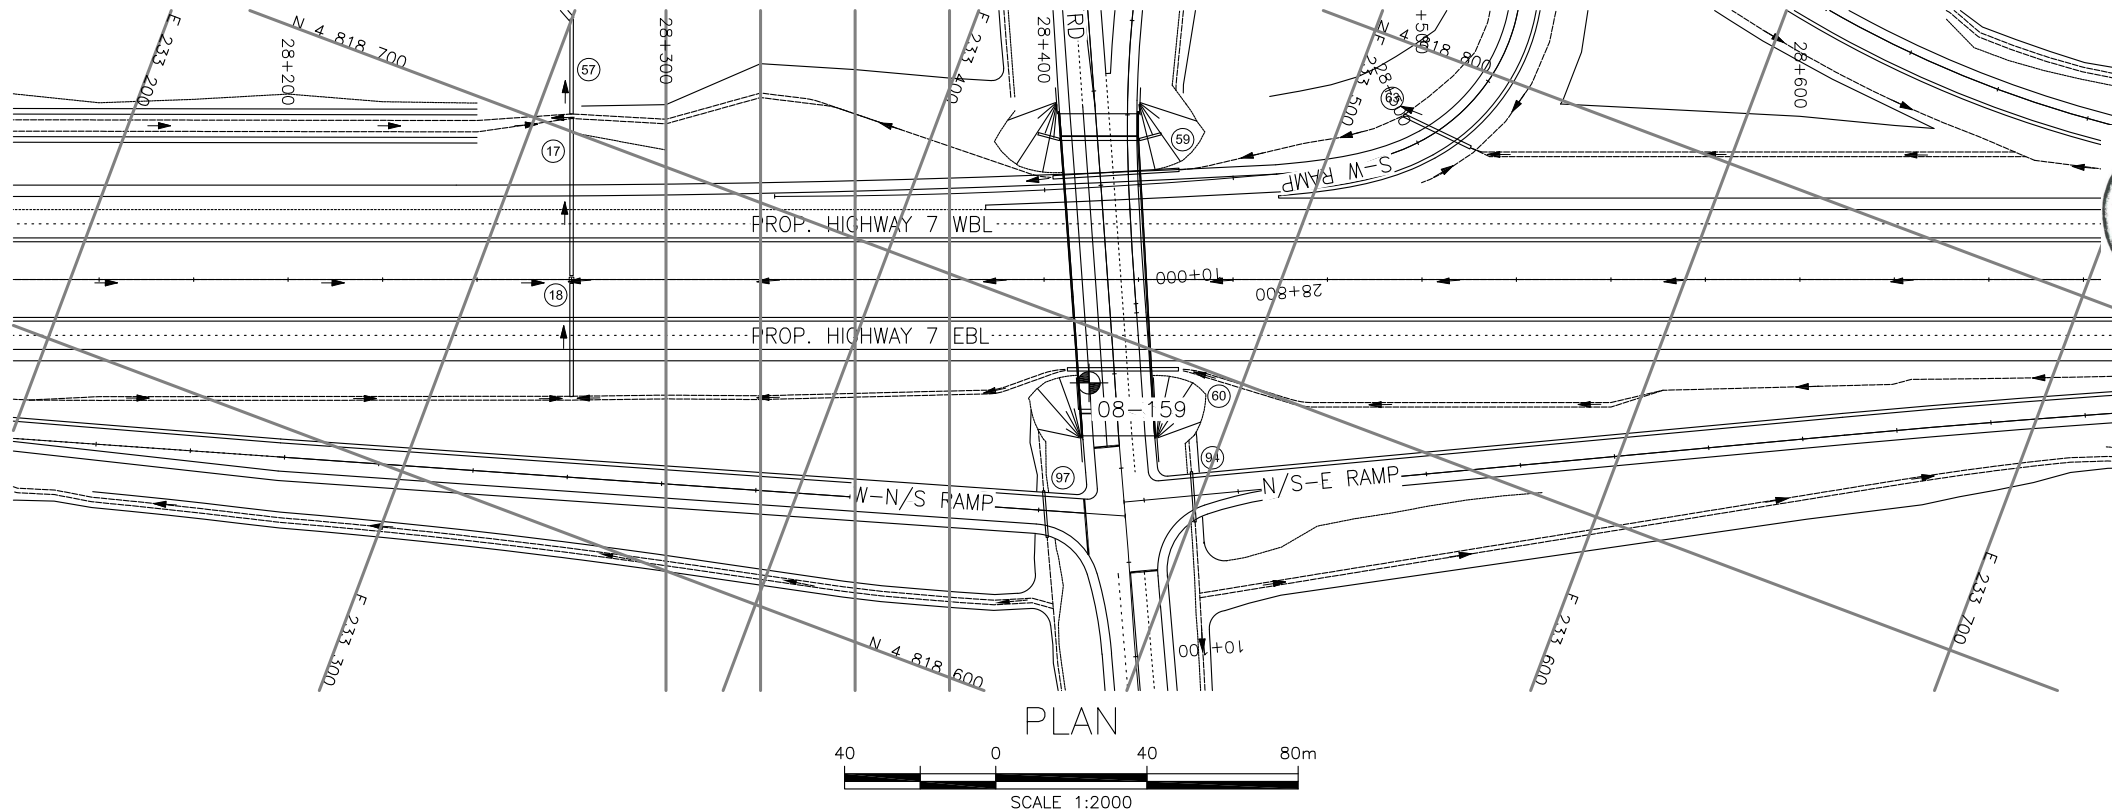 N 4 818 700
E 233 200
28+200
57
28+300
E 233 400
28+400
RD
+500
N 4 818 800
E 233 500
63
28+600
17
59
S-W RAMP
PROP. HIGHWAY 7 WBL
18
10+000
28+800
PROP. HIGHWAY 7 EBL
60
08-159
94
97
W-N/S RAMP
N/S-E RAMP
E 233 300
N 4 818 600
10+100
E 233 600
E 233 700
PLAN
40 0 40 80m
SCALE 1:2000